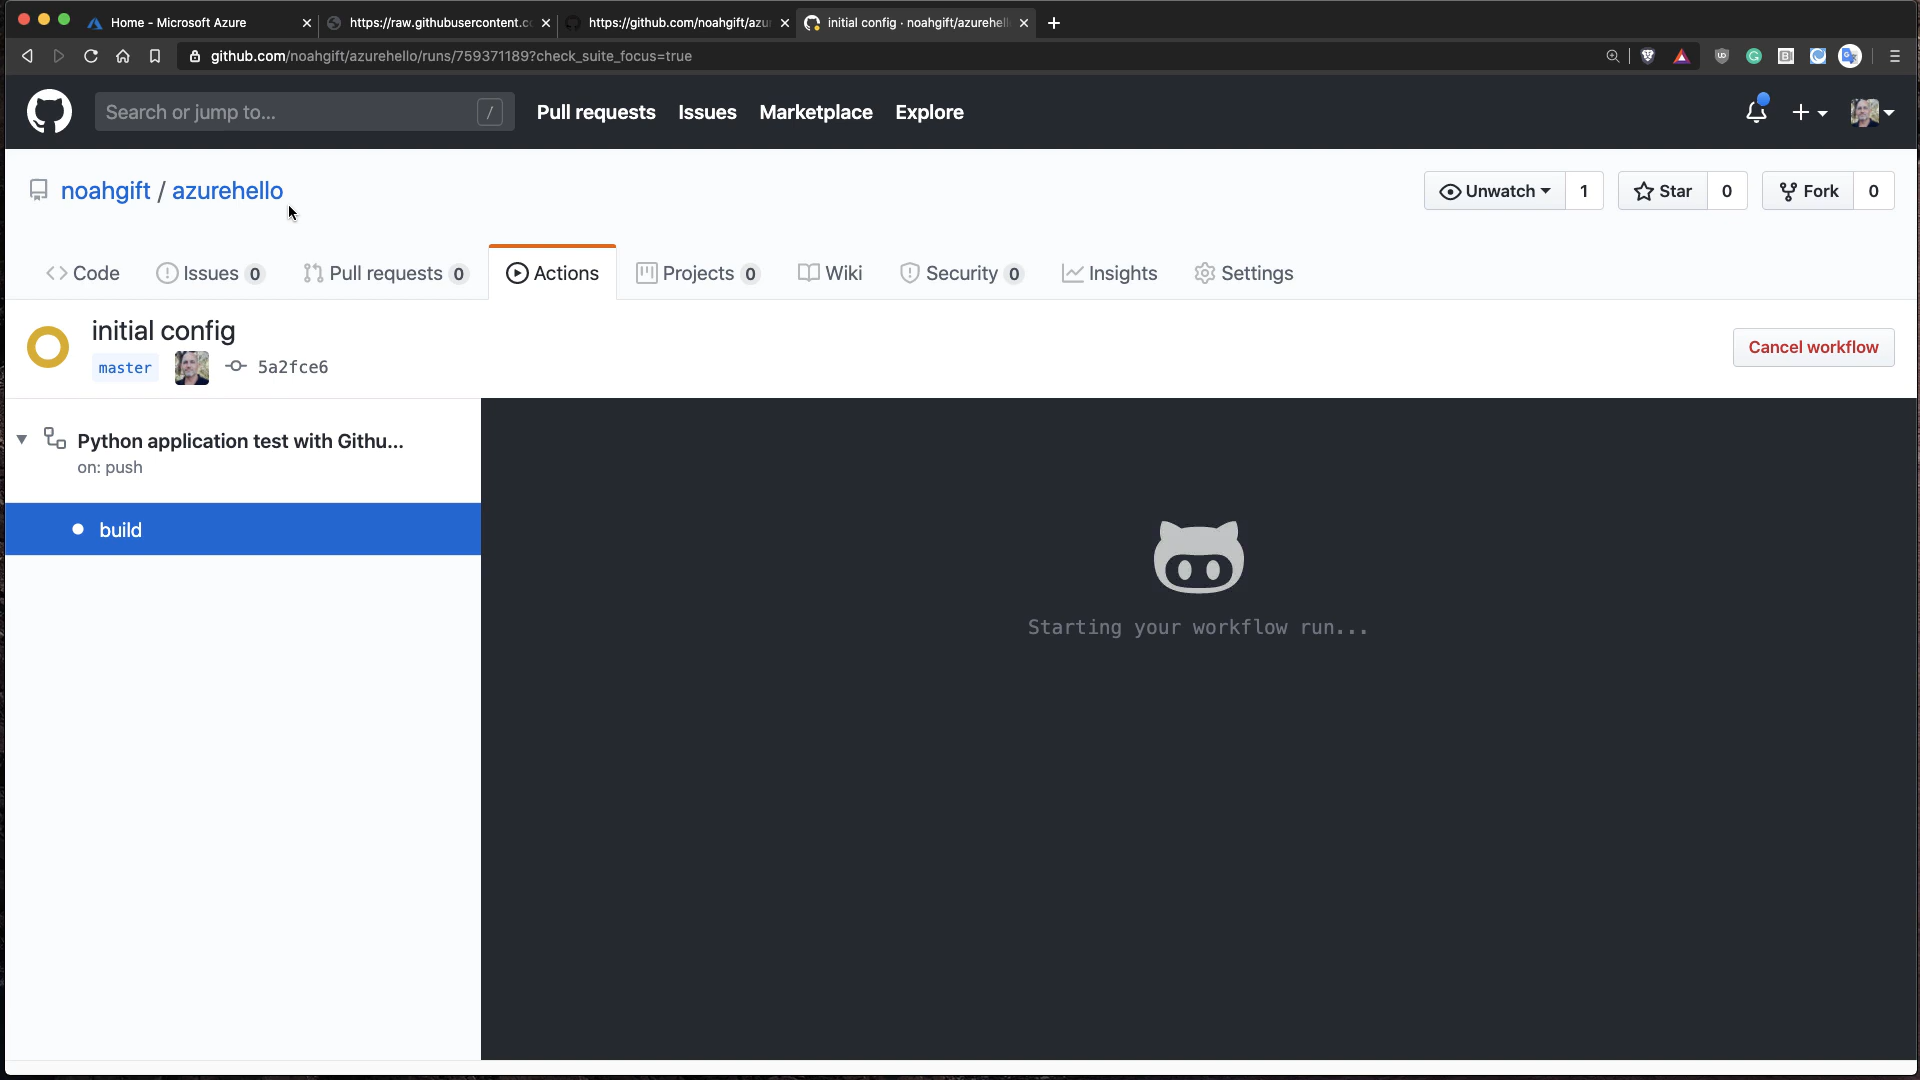 Home - Microsoft Azure
https://raw.githubusercontent.c
https://github.com/noahgift/azu
initial config · noahgift/azurehell
github.com/noahgift/azurehello/runs/759371189?check_suite_focus=true
Search or jump to...
/
Pull requests
Issues
Marketplace
Explore
noahgift / azurehello
Unwatch
1
Star
0
Fork
0
Code
Issues 0
Pull requests 0
Actions
Projects 0
Wiki
Security 0
Insights
Settings
initial config
master
5a2fce6
Cancel workflow
Python application test with Githu...
on: push
build
Starting your workflow run...